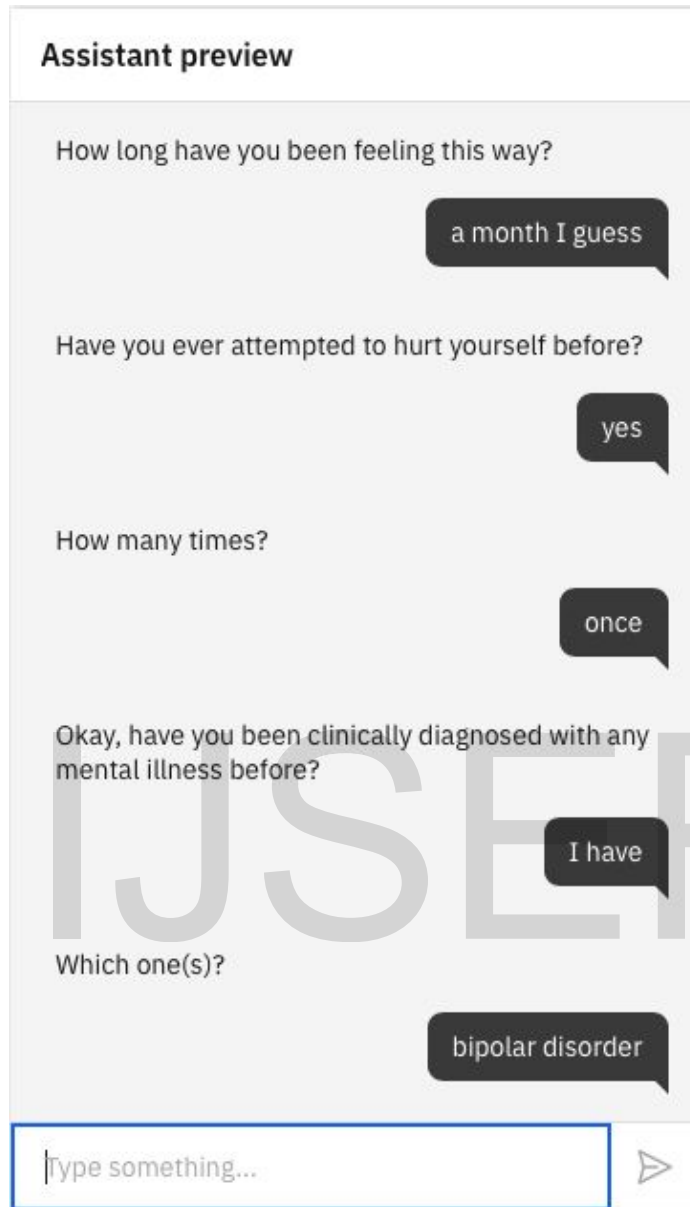 Assistant preview
How long have you been feeling this way?
a month I guess
Have you ever attempted to hurt yourself before?
yes
How many times?
once
Okay, have you been clinically diagnosed with any
mental illness before?
I have
IJSER
Which one(s)?
bipolar disorder
Type something...